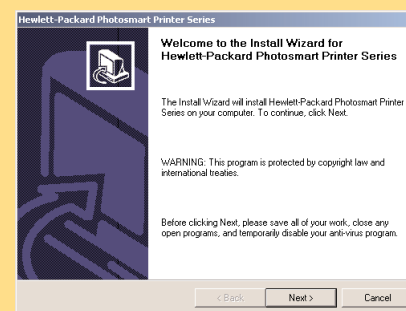 Hewlett-Packard Photosmart Printer Series
Welcome to the Install Wizard for
Hewlett-Packard Photosmart Printer Series
The Install Wizard will install Hewlett-Packard Photosmart Printer
Series on your computer. To continue, click Next.
WARNING: This program is protected by copyright law and
international treaties.
Before clicking Next, please save all of your work, close any
open programs, and temporarily disable your anti-virus program.
< Back
Next >
Cancel